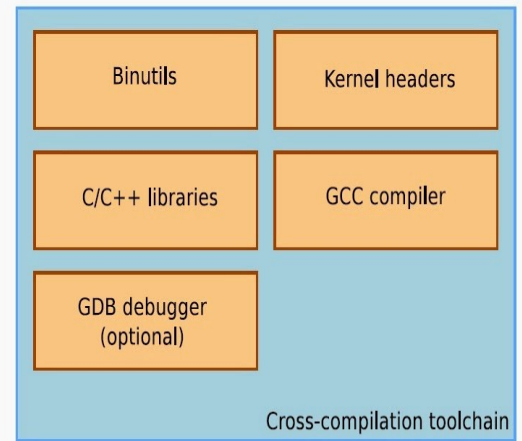 Binutils
Kernel headers
C/C++ libraries
GCC compiler
GDB debugger
(optional)
Cross-compilation toolchain